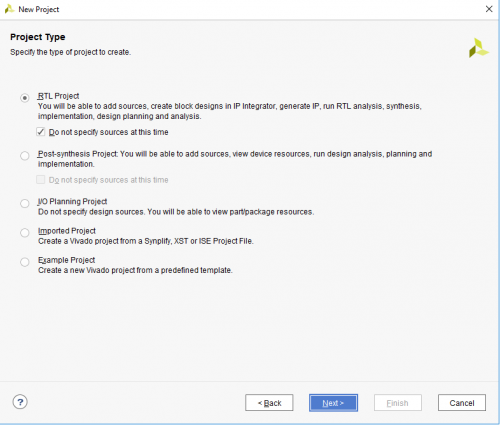 New Project
Project Type
Specify the type of project to create.
RTL Project
You will be able to add sources, create block designs in IP Integrator, generate IP, run RTL analysis, synthesis,
implementation, design planning and analysis.
Do not specify sources at this time
Post-synthesis Project: You will be able to add sources, view device resources, run design analysis, planning and
implementation.
Do not specify sources at this time
I/O Planning Project
Do not specify design sources. You will be able to view part/package resources.
Imported Project
Create a Vivado project from a Synplify, XST or ISE Project File.
Example Project
Create a new Vivado project from a predefined template.
? < Back Next > Finish Cancel